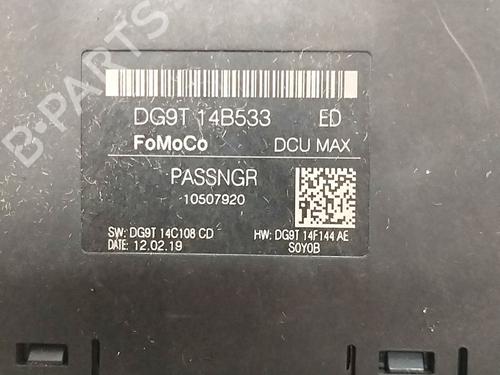 B-PARTS
DG9T 14B533 ED
FoMoCo DCU MAX
PASSNGR
10507920
SW: DG9T 14C108 CD HW: DG9T 14F144 AE
DATE: 12.02.19 S0Y0B